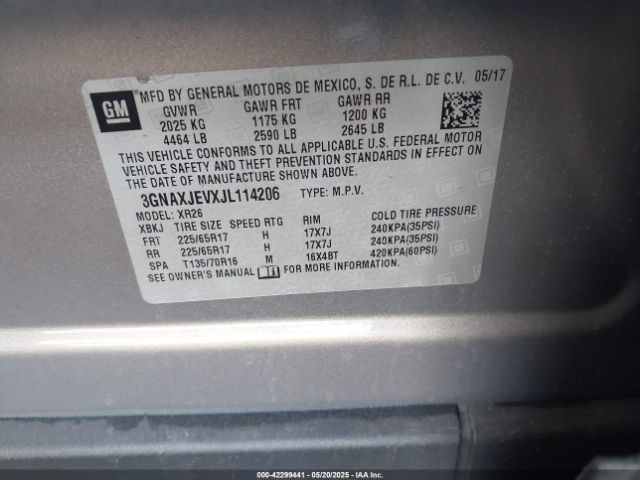 GM
MFD BY GENERAL MOTORS DE MEXICO, S. DE R.L. DE C.V. 05/17
GVWR GAWR FRT GAWR RR
2025 KG 1175 KG 1200 KG
4464 LB 2590 LB 2645 LB
THIS VEHICLE CONFORMS TO ALL APPLICABLE U.S. FEDERAL MOTOR
VEHICLE SAFETY AND THEFT PREVENTION STANDARDS IN EFFECT ON
THE DATE OF MANUFACTURE SHOWN ABOVE.
3GNAXJEVXJL114206 TYPE: M.P.V.
MODEL: XR26
XBKJ TIRE SIZE SPEED RTG RIM COLD TIRE PRESSURE
FRT 225/65R17 H 17X7J 240KPA(35PSI)
RR 225/65R17 H 17X7J 240KPA(35PSI)
SPA T135/70R16 M 16X4BT 420KPA(60PSI)
SEE OWNER'S MANUAL FOR MORE INFORMATION.
000-42299441 - 05/20/2025 - IAAI.COM